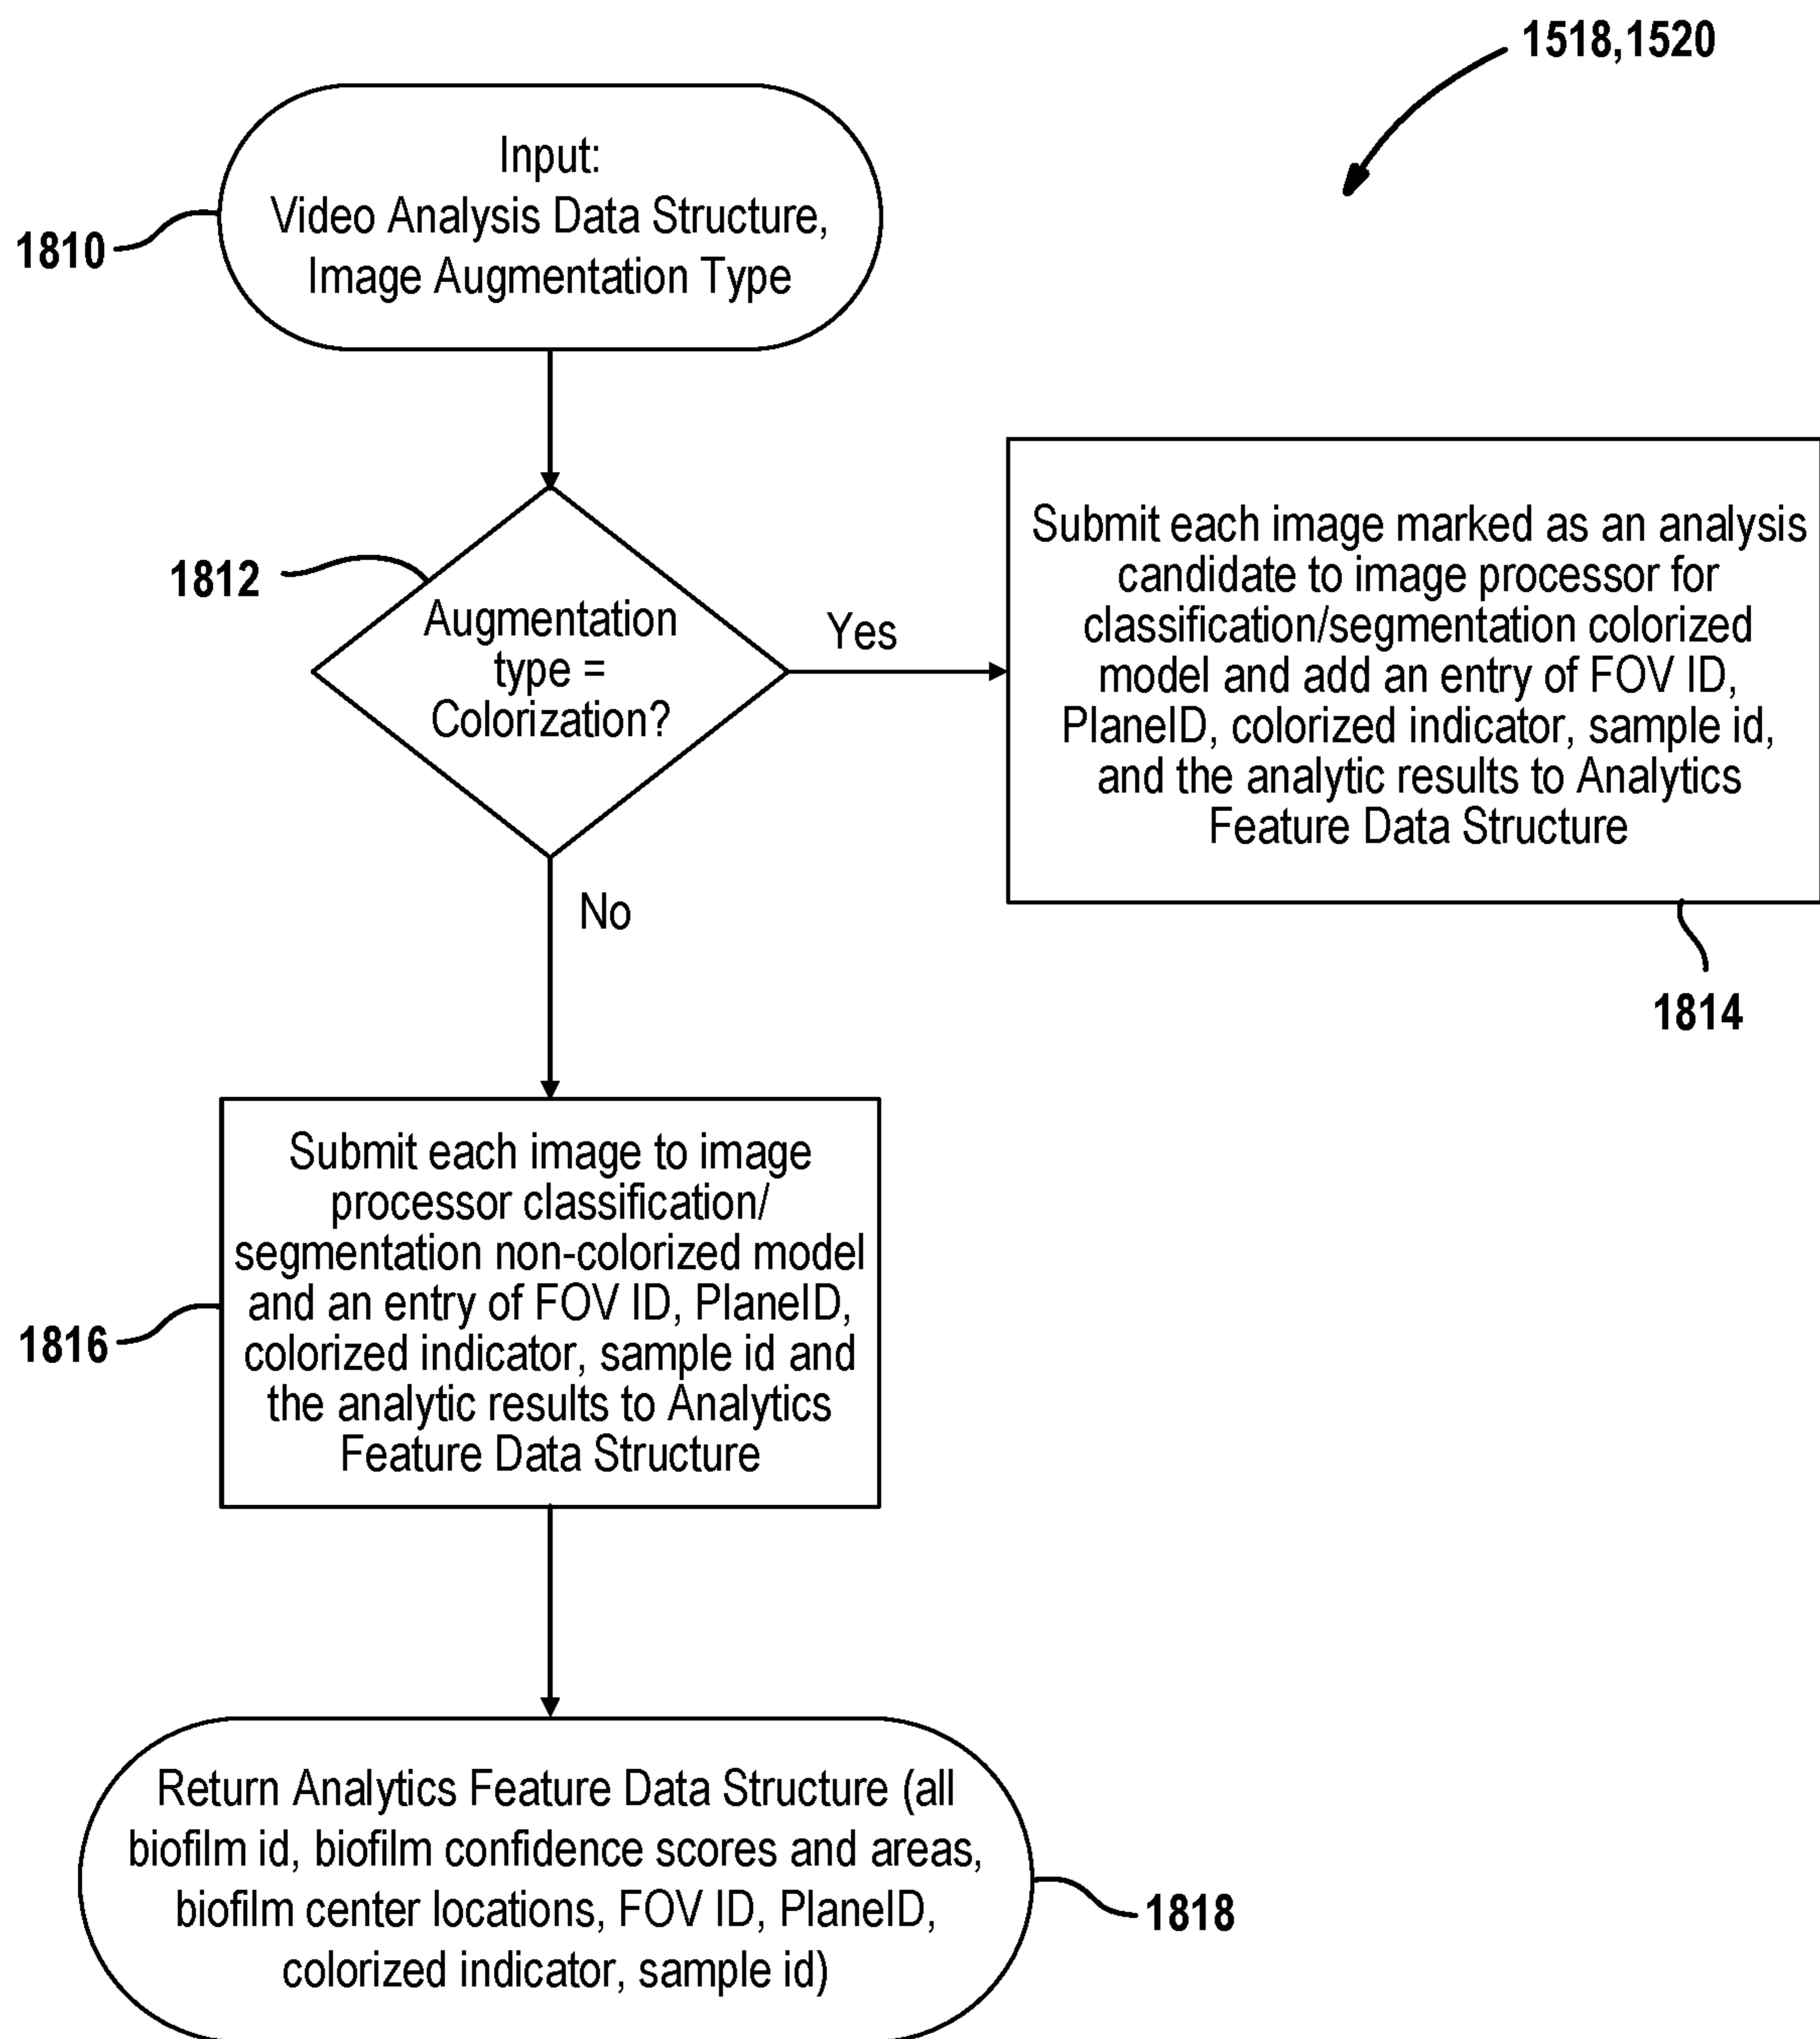 1518,1520
Input:
Video Analysis Data Structure,
Image Augmentation Type
1810
1812
Augmentation
type =
Colorization?
Yes
Submit each image marked as an analysis
candidate to image processor for
classification/segmentation colorized
model and add an entry of FOV ID,
PlaneID, colorized indicator, sample id,
and the analytic results to Analytics
Feature Data Structure
1814
No
Submit each image to image
processor classification/
segmentation non-colorized model
and an entry of FOV ID, PlaneID,
colorized indicator, sample id and
the analytic results to Analytics
Feature Data Structure
1816
Return Analytics Feature Data Structure (all
biofilm id, biofilm confidence scores and areas,
biofilm center locations, FOV ID, PlaneID,
colorized indicator, sample id)
1818